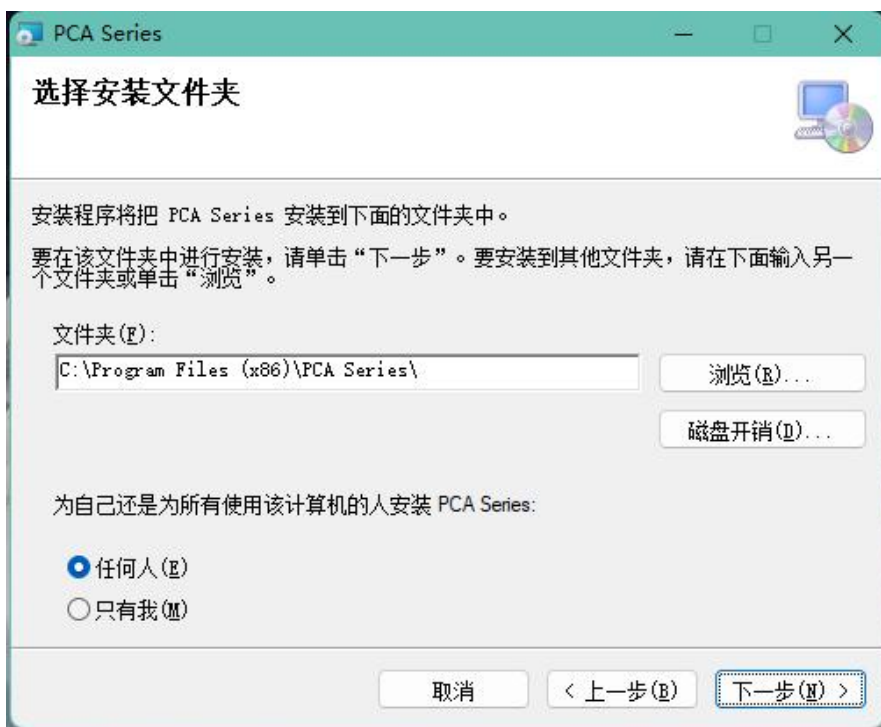 PCA Series
选择安装文件夹
安装程序将把 PCA Series 安装到下面的文件夹中。
要在该文件夹中进行安装，请单击“下一步”。要安装到其他文件夹，请在下面输入另一
个文件夹或单击“浏览”。
文件夹(F):
C:\Program Files (x86)\PCA Series\
浏览(R)...
磁盘开销(D)...
为自己还是为所有使用该计算机的人安装 PCA Series:
任何人(E)
只有我(M)
取消
< 上一步(B)
下一步(N) >